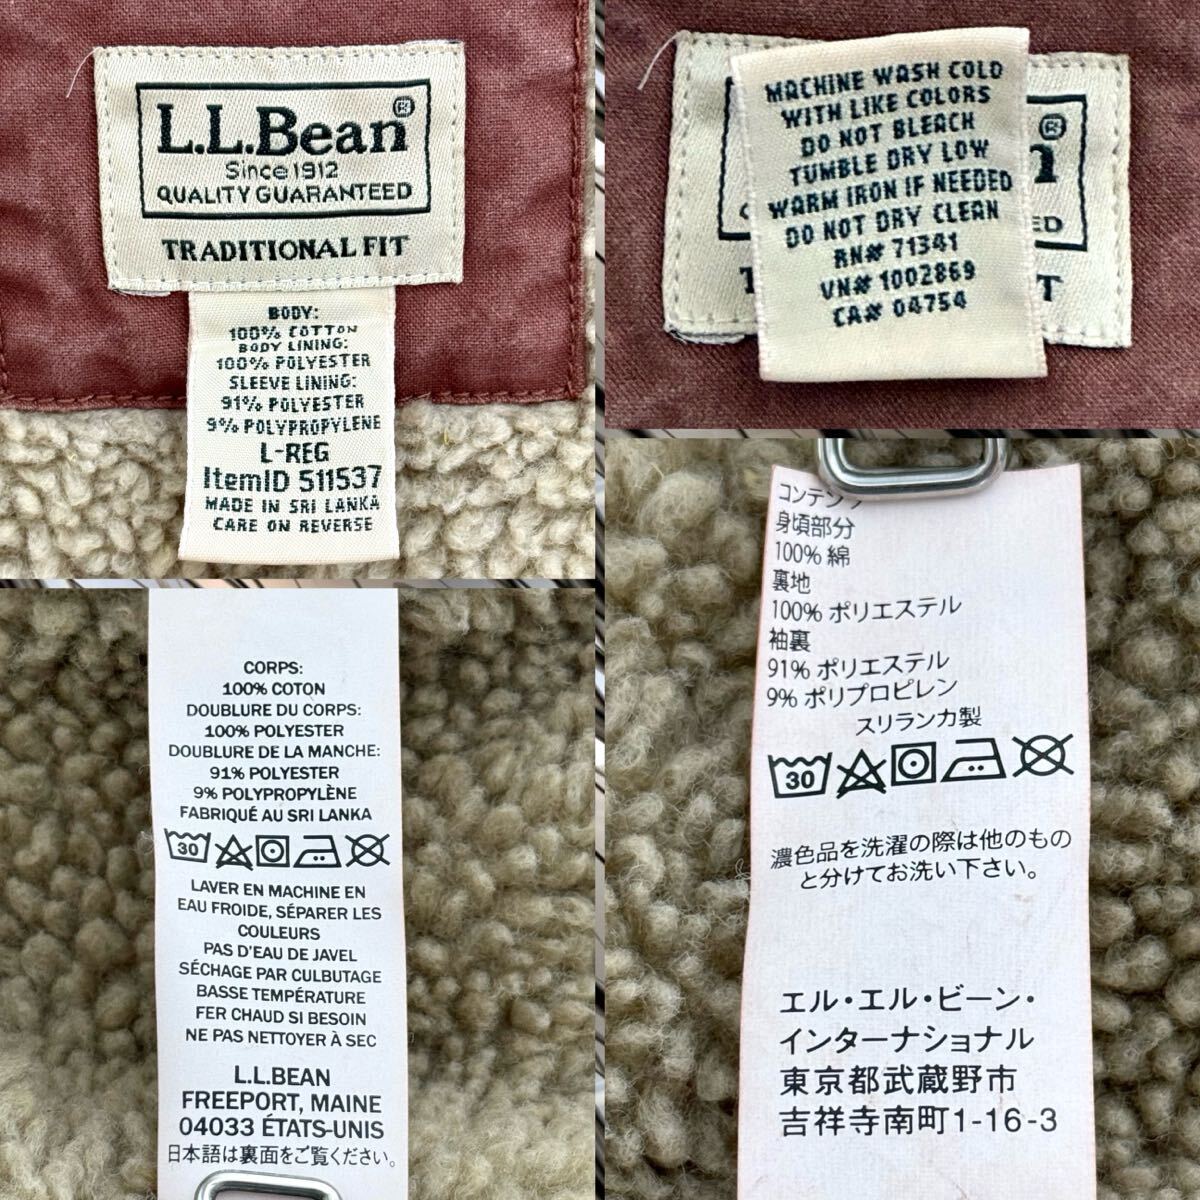 L.L.Bean®
Since 1912
QUALITY GUARANTEED
TRADITIONAL FIT
BODY:
100% COTTON
BODY LINING:
100% POLYESTER
SLEEVE LINING:
91% POLYESTER
9% POLYPROPYLENE
L-REG
ItemID 511537
MADE IN SRI LANKA
CARE ON REVERSE
MACHINE WASH COLD
WITH LIKE COLORS
DO NOT BLEACH
TUMBLE DRY LOW
WARM IRON IF NEEDED
DO NOT DRY CLEAN
RN# 71341
VN# 1002869
CA# 04754
n®
ED
T
T
CORPS:
100% COTON
DOUBLURE DU CORPS:
100% POLYESTER
DOUBLURE DE LA MANCHE:
91% POLYESTER
9% POLYPROPYLÈNE
FABRIQUÉ AU SRI LANKA
30
LAVER EN MACHINE EN
EAU FROIDE, SÉPARER LES
COULEURS
PAS D'EAU DE JAVEL
SÉCHAGE PAR CULBUTAGE
BASSE TEMPÉRATURE
FER CHAUD SI BESOIN
NE PAS NETTOYER À SEC
L.L.BEAN
FREEPORT, MAINE
04033 ÉTATS-UNIS
日本語は裏面をご覧ください。
身頃部分
100% 綿
裏地
100% ポリエステル
袖裏
91% ポリエステル
9% ポリプロピレン
スリランカ製
30
濃色品を洗濯の際は他のもの
と分けてお洗い下さい。
エル・エル・ビーン・
インターナショナル
東京都武蔵野市
吉祥寺南町1-16-3